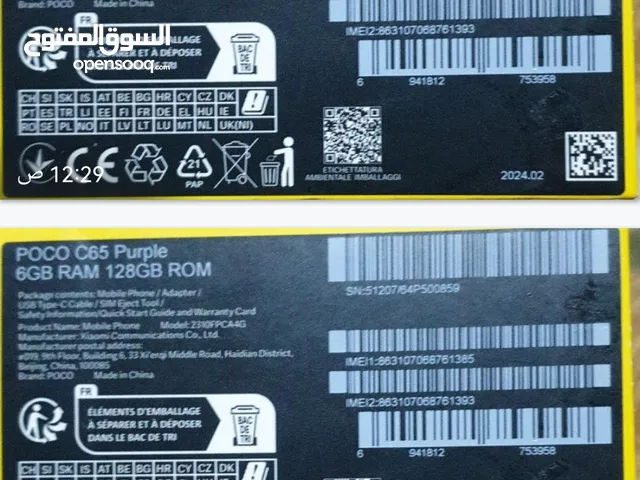 Brand: POCO Made in China
السوق المفتوح
opensooq.com
FR
À SÉPARER ET À DÉPOSER
BAC DE TRI
IMEI2:863107068761393
6 941812 753958
CH SI SK IS AT BE BG HR CY CZ DK
PT ES TR LI EE FI FR DE EL HU IE
RO SE PL NO IT LV LT LU MT NL UK(NI)
12:29 ص
CE
21
PAP
ETICHETTATURA
AMBIENTALE IMBALLAGGI
2024.02
POCO C65 Purple
6GB RAM 128GB ROM
Package contents: Mobile Phone / Adapter /
USB Type-C Cable / SIM Eject Tool /
Safety Information/Quick Start Guide and Warranty Card
Product Name: Mobile Phone Model: 2310FPCA4G
Manufacturer: Xiaomi Communications Co., Ltd.
Manufacturer postal address:
#019, 9th Floor, Building 6, 33 Xi'erqi Middle Road, Haidian District,
Beijing, China, 100085
Brand: POCO Made in China
SN:51207/64P500859
IMEI1:863107068761385
IMEI2:863107068761393
6 941812 753958
FR
ÉLÉMENTS D'EMBALLAGE
À SÉPARER ET À DÉPOSER
DANS LE BAC DE TRI
BAC DE TRI
CH SI SK IS AT BE BG HR CY CZ DK